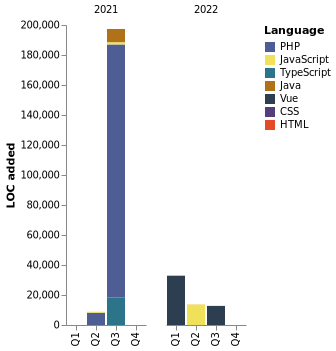 2021
2022
LOC added
200,000
180,000
160,000
140,000
120,000
100,000
80,000
60,000
40,000
20,000
0
Q1
Q2
Q3
Q4
Q1
Q2
Q3
Q4
Language
PHP
JavaScript
TypeScript
Java
Vue
CSS
HTML